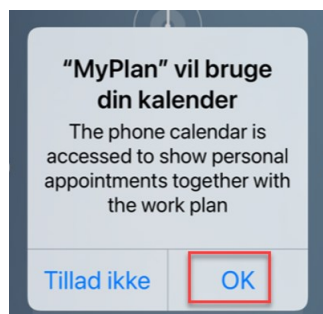 “MyPlan” vil bruge
din kalender
The phone calendar is
accessed to show personal
appointments together with
the work plan
Tillad ikke
OK